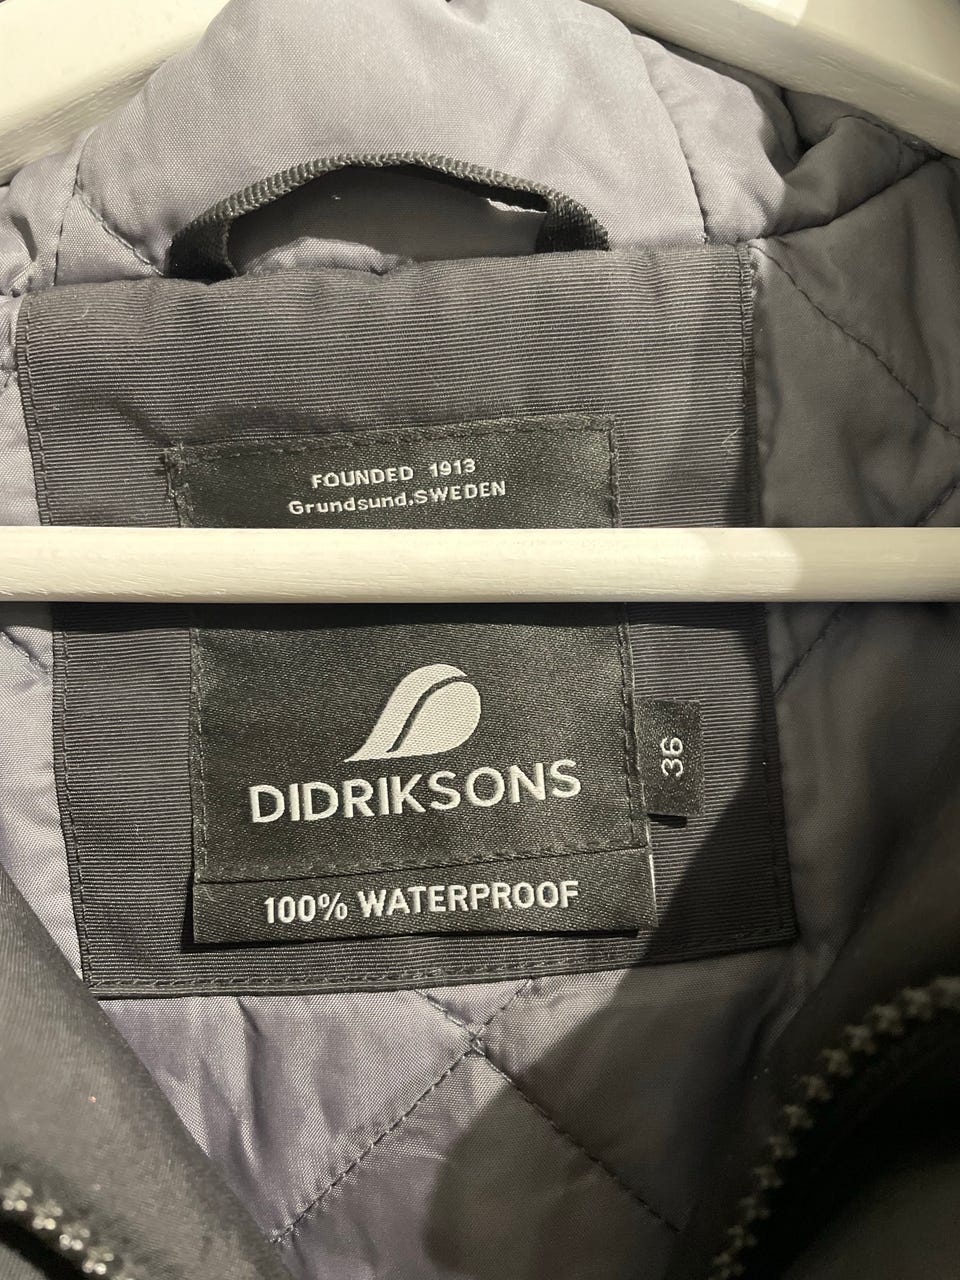 FOUNDED 1913
Grundsund.SWEDEN
DIDRIKSONS
36
100% WATERPROOF